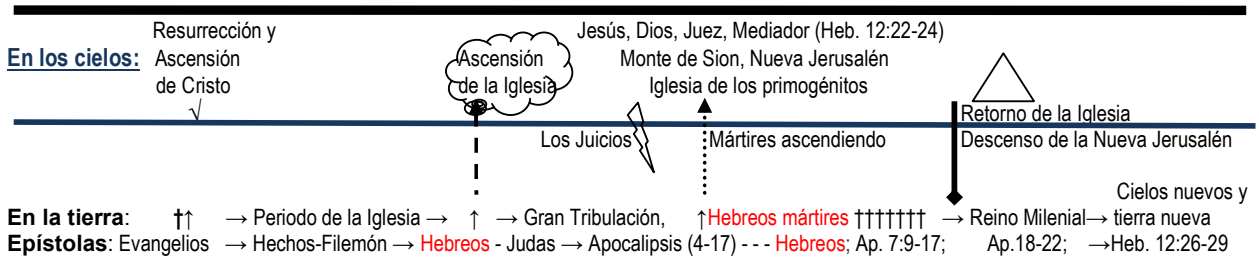 Resurrección y
Ascensión
de Cristo
√
En los cielos:
Ascensión
de la Iglesia
Jesús, Dios, Juez, Mediador (Heb. 12:22-24)
Monte de Sion, Nueva Jerusalén
Iglesia de los primogénitos
Retorno de la Iglesia
Los Juicios
Mártires ascendiendo
Descenso de la Nueva Jerusalén
Cielos nuevos y
En la tierra: †↑ → Periodo de la Iglesia → ↑ → Gran Tribulación, ↑Hebreos mártires ††††††† → Reino Milenial→ tierra nueva
Epístolas: Evangelios → Hechos-Filemón → Hebreos - Judas → Apocalipsis (4-17) - - - Hebreos; Ap. 7:9-17; Ap.18-22; →Heb. 12:26-29